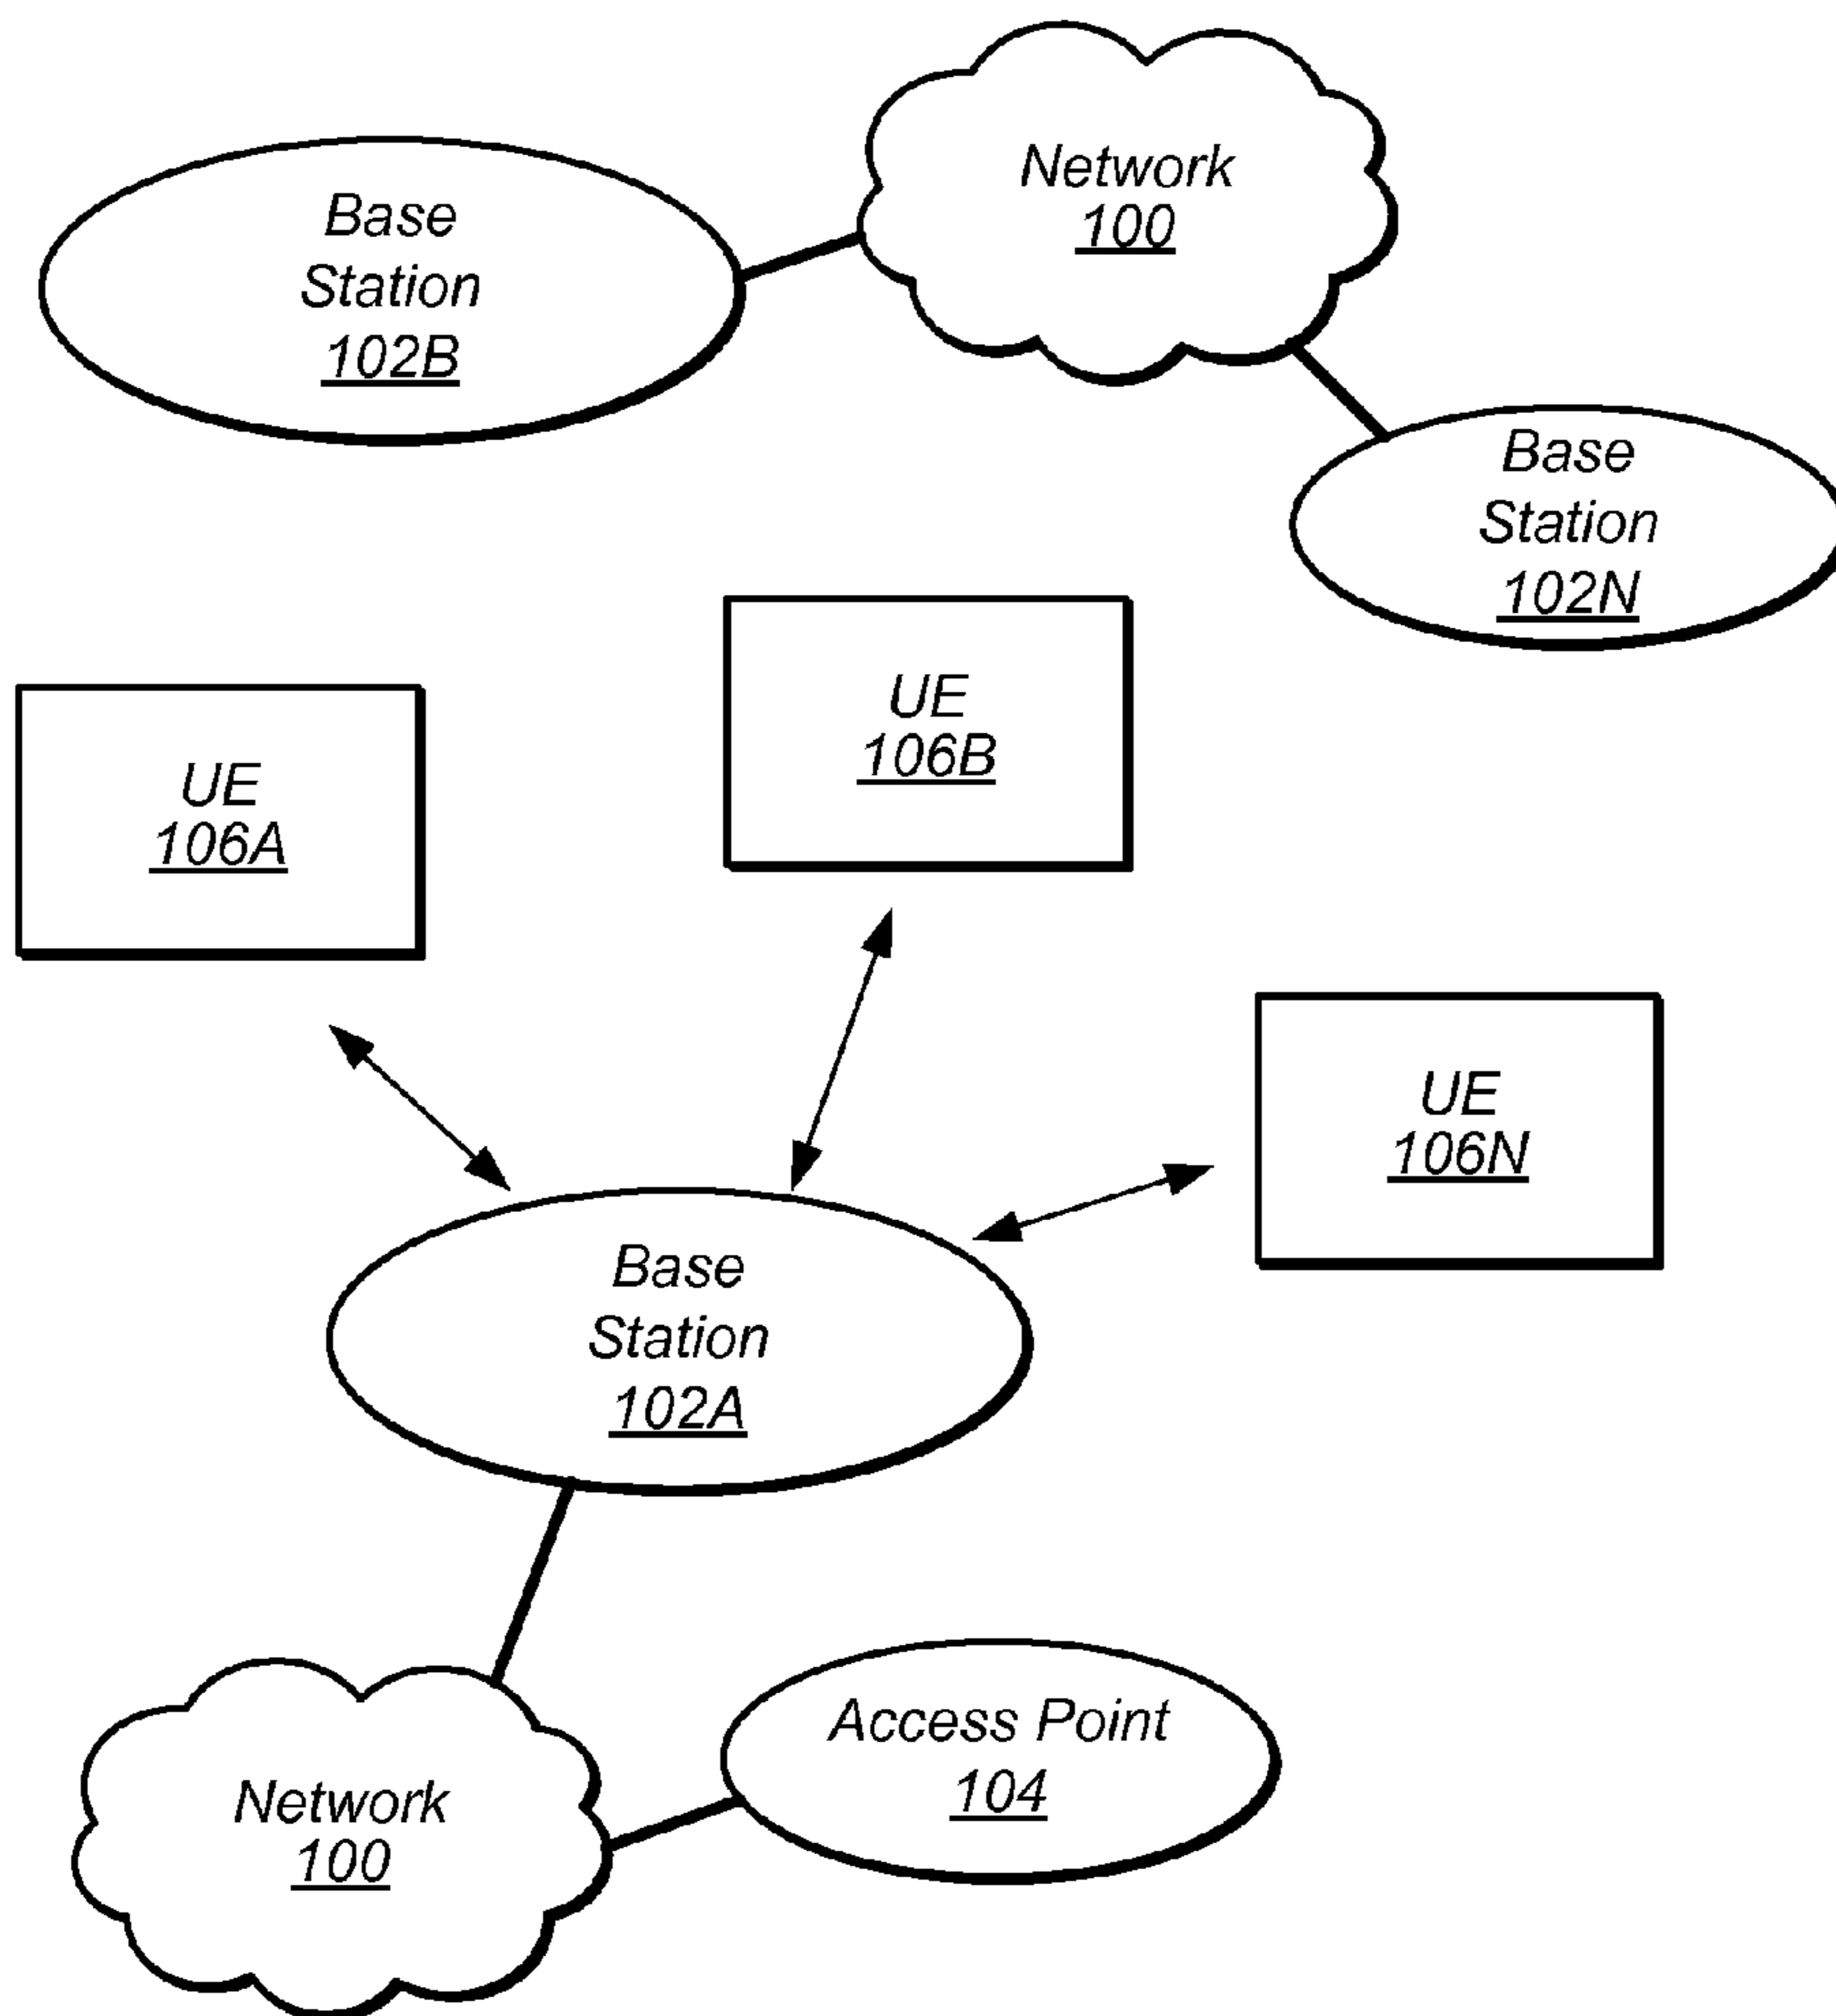 Network
100
Base
Station
102B
Base
Station
102N
UE
106B
UE
106A
UE
106N
Base
Station
102A
Access Point
104
Network
100